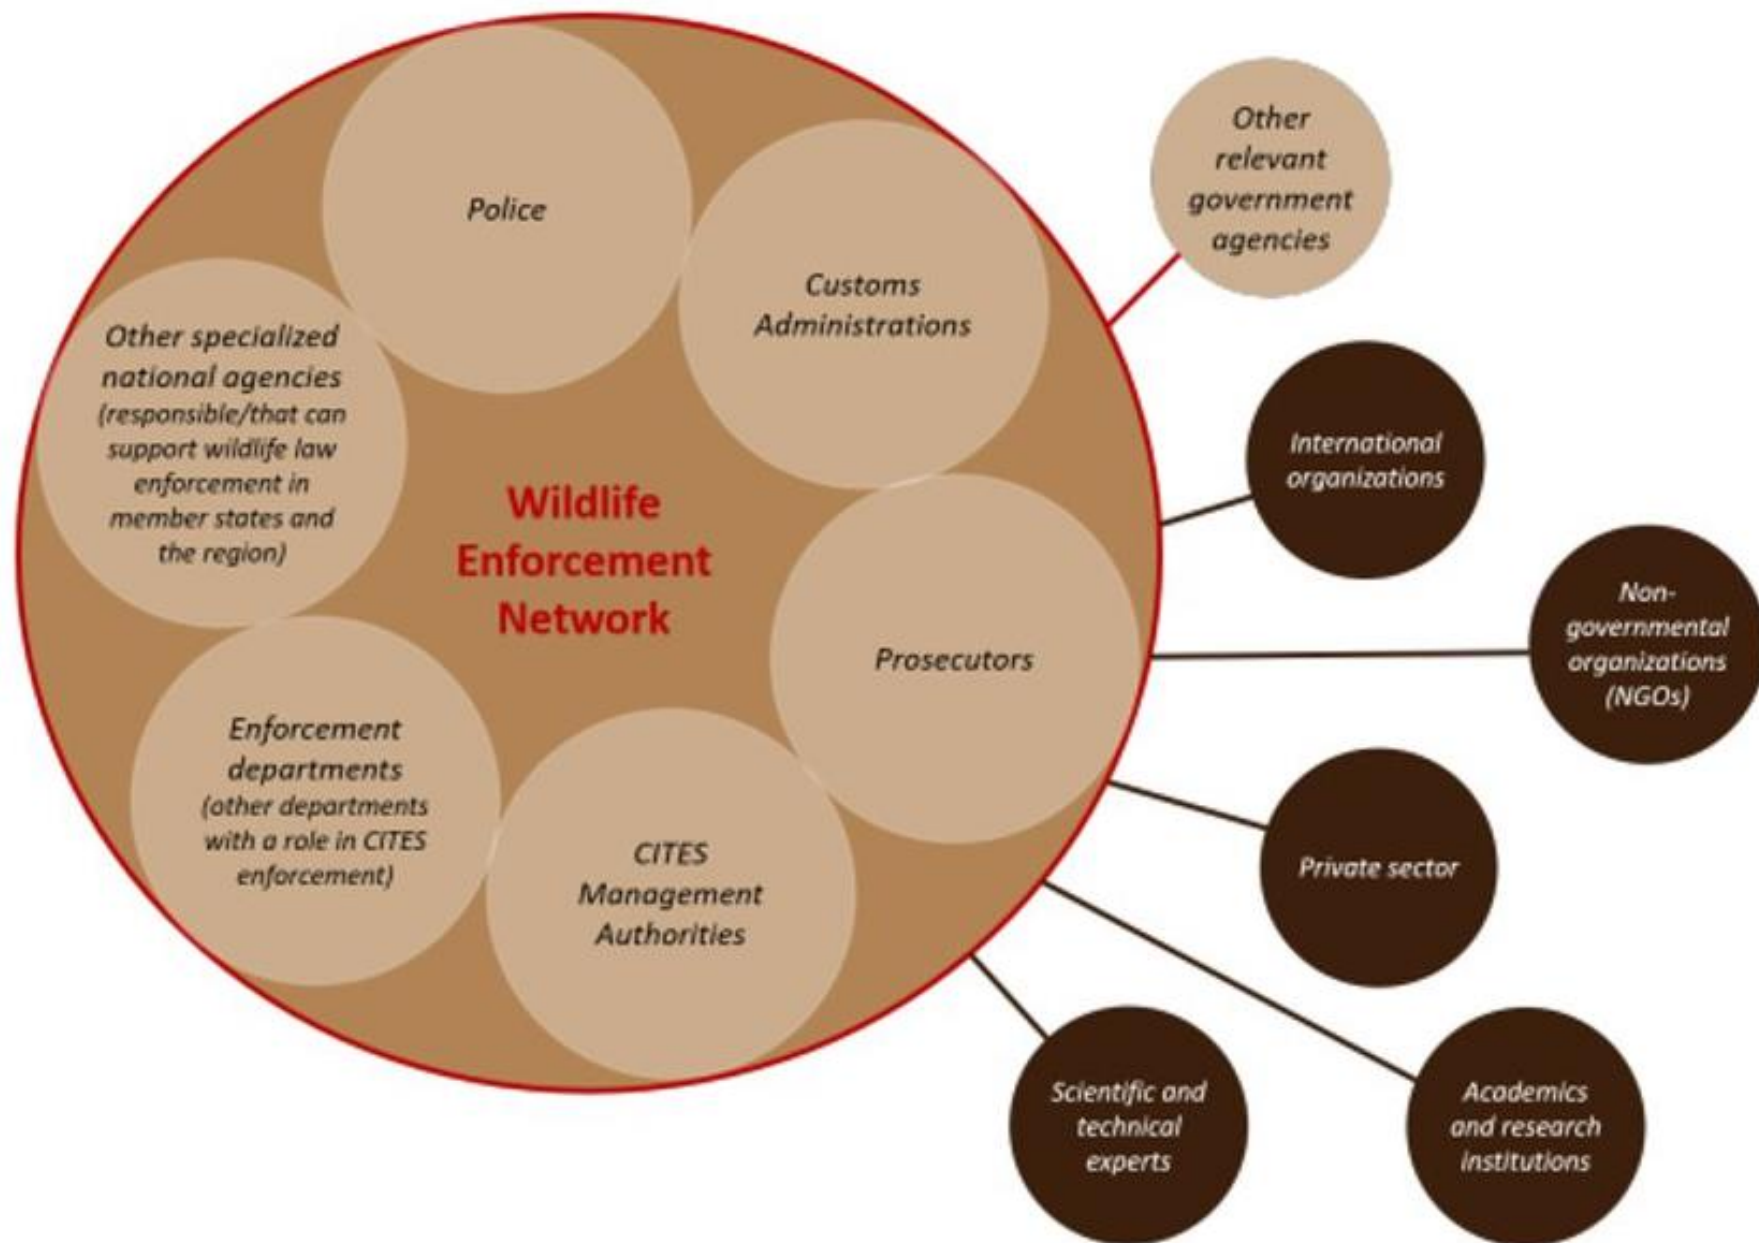 Police
Customs
Administrations
Other specialized
national agencies
(responsible/that can
support wildlife law
enforcement in
member states and
the region)
Wildlife
Enforcement
Network
Prosecutors
Enforcement
departments
(other departments
with a role in CITES
enforcement)
CITES
Management
Authorities
Other
relevant
government
agencies
International
organizations
Non-
governmental
organizations
(NGOs)
Private sector
Scientific and
technical
experts
Academics
and research
institutions